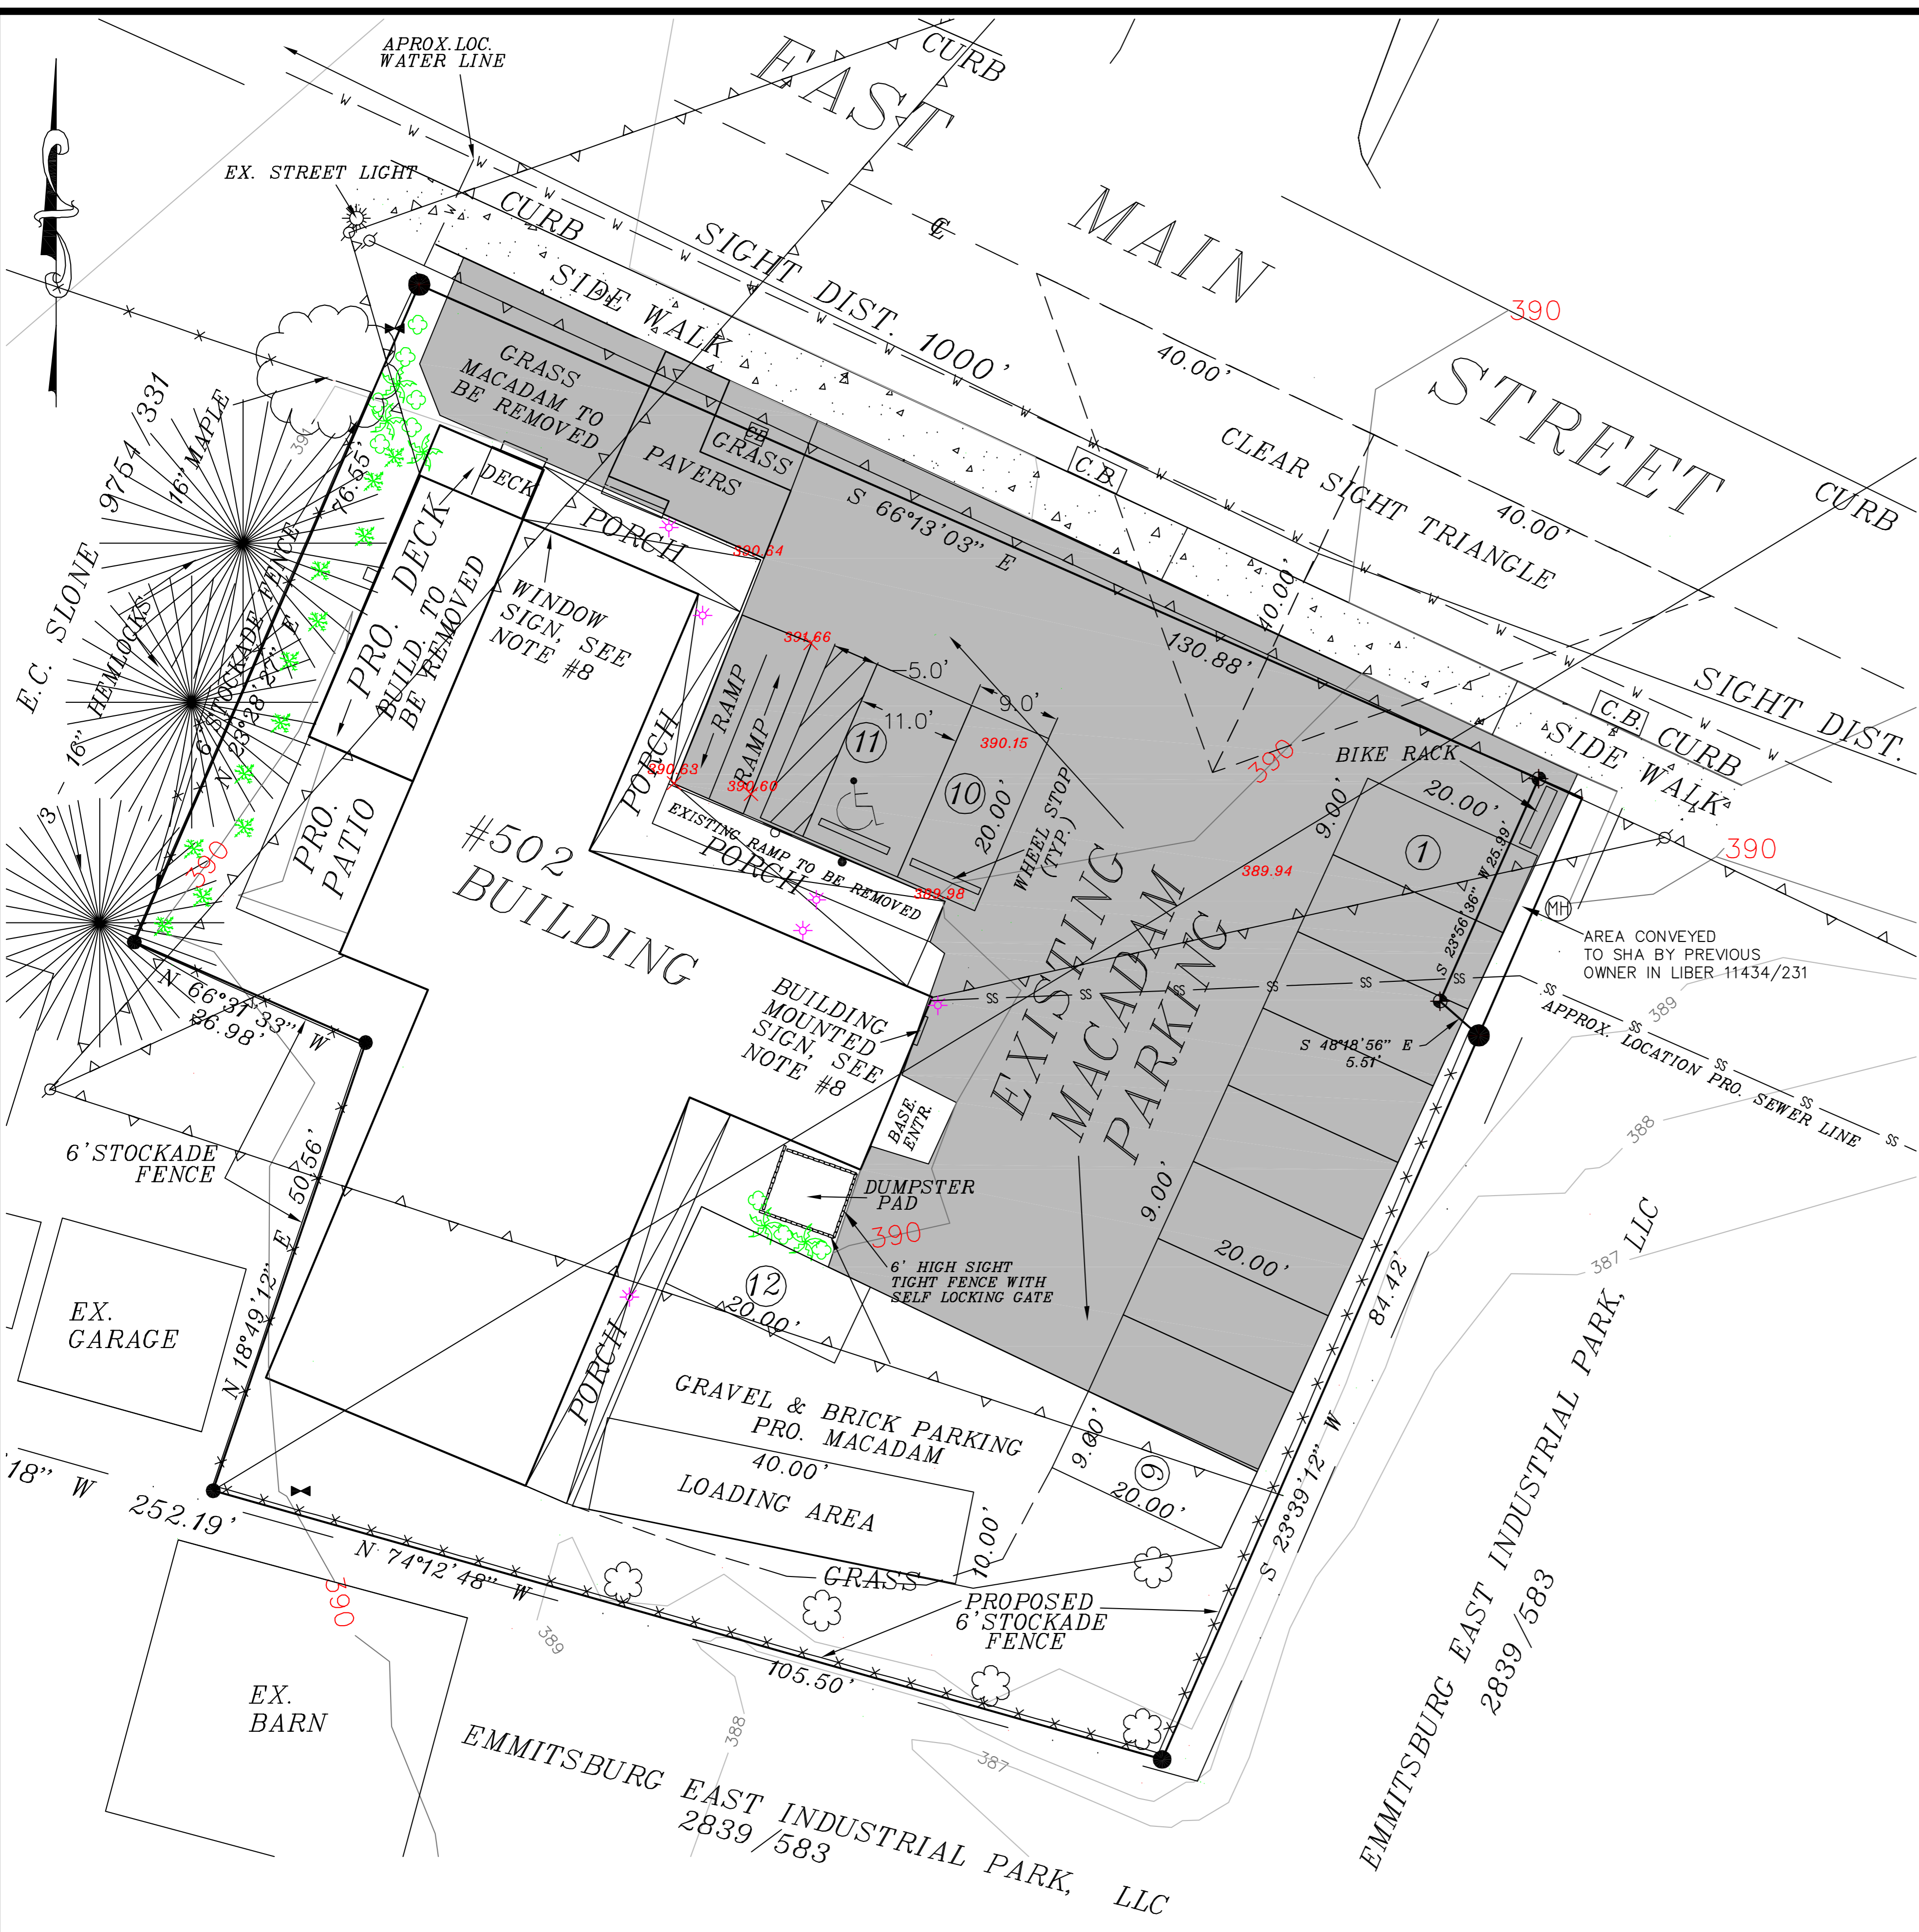 APROX.LOC.
WATER LINE
EX. STREET LIGHT
CURB
EAST
MAIN
STREET
CURB
CURB
SIGHT DIST. 1000'
SIDE WALK
390
40.00'
CLEAR SIGHT TRIANGLE
40.00'
C.B.
GRASS
MACADAM TO
BE REMOVED
GRASS
PAVERS
S 66°13'03" E
130.88'
40.00'
9754 / 331
E.C. SLONE
16" MAPLE
391
76.55'
3 - 16" HEMLOCKS
6' STOCKADE FENCE
N 23°28'27" E
DECK
PRO. DECK
BUILD. TO
BE REMOVED
PORCH
WINDOW
SIGN, SEE
NOTE #8
390.64
391.66
5.0'
9.0'
11.0'
390.15
RAMP
RAMP
11
10
20.00'
390.63
390.60
PORCH
EXISTING RAMP TO BE REMOVED
PORCH
389.98
WHEEL STOP
(TYP.)
390
BIKE RACK
20.00'
9.00'
1
389.94
SIGHT DIST.
C.B.
CURB
SIDE WALK
390
MH
S 23°56'36" W 25.99'
AREA CONVEYED
TO SHA BY PREVIOUS
OWNER IN LIBER 11434/231
389
PRO.
PATIO
390
#502
BUILDING
EXISTING
MACADAM
PARKING
N 66°31'33" W
26.98'
BUILDING
MOUNTED
SIGN, SEE
NOTE #8
BASE.
ENTR.
S 48°18'56" E
5.51'
APPROX. LOCATION PRO. SEWER LINE
388
387
6'STOCKADE
FENCE
N 18°49'12" E 50.56'
DUMPSTER
PAD
390
6' HIGH SIGHT
TIGHT FENCE WITH
SELF LOCKING GATE
9.00'
20.00'
84.42'
12
20.00'
EX.
GARAGE
PORCH
GRAVEL & BRICK PARKING
PRO. MACADAM
40.00'
LOADING AREA
9.00'
9
20.00'
S 23°39'12" W
10.00'
'18" W 252.19'
N 74°12'48" W
GRASS
PROPOSED
6'STOCKADE
FENCE
390
389
105.50'
388
387
EX.
BARN
EMMITSBURG EAST INDUSTRIAL PARK, LLC
2839/583
EMMITSBURG EAST INDUSTRIAL PARK, LLC
2839/583